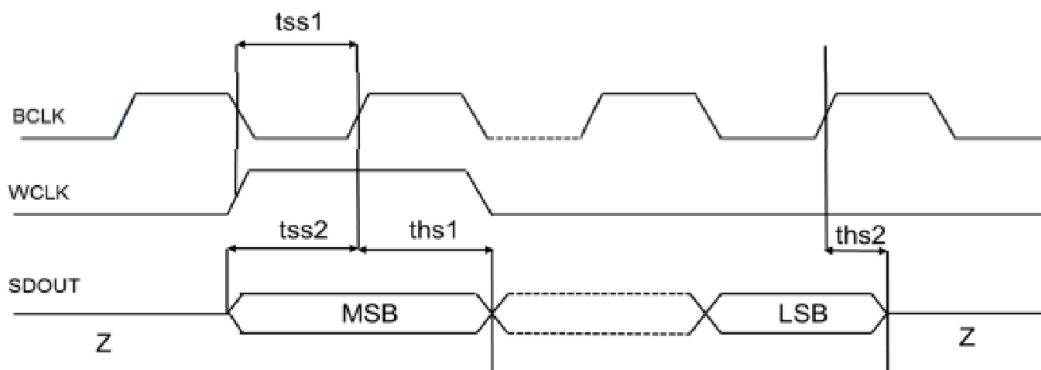 tss1
BCLK
WCLK
tss2 ths1 ths2
SDOUT
MSB LSB
Z Z